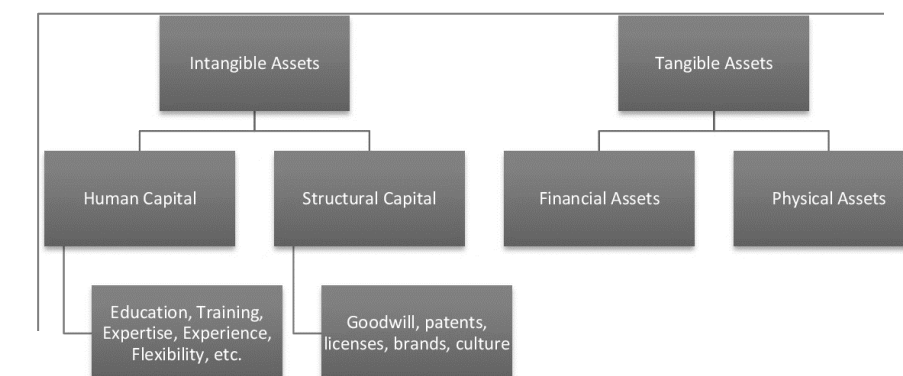 Intangible Assets
Tangible Assets
Human Capital
Structural Capital
Financial Assets
Physical Assets
Education, Training,
Expertise, Experience,
Flexibility, etc.
Goodwill, patents,
licenses, brands, culture